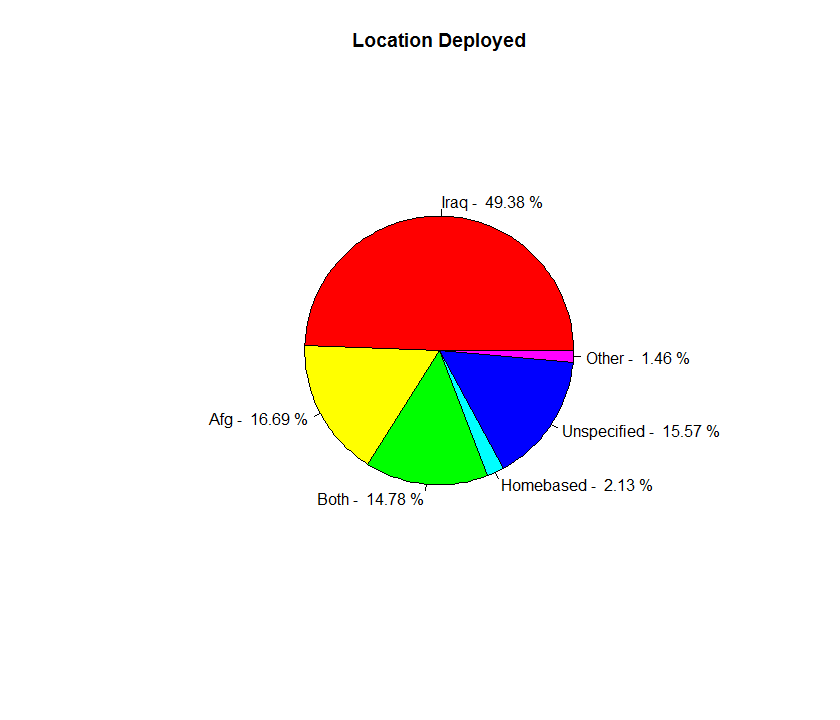 Location Deployed
Iraq -  49.38 %
Other -  1.46 %
Afg -  16.69 %
Unspecified -  15.57 %
Homebased -  2.13 %
Both -  14.78 %